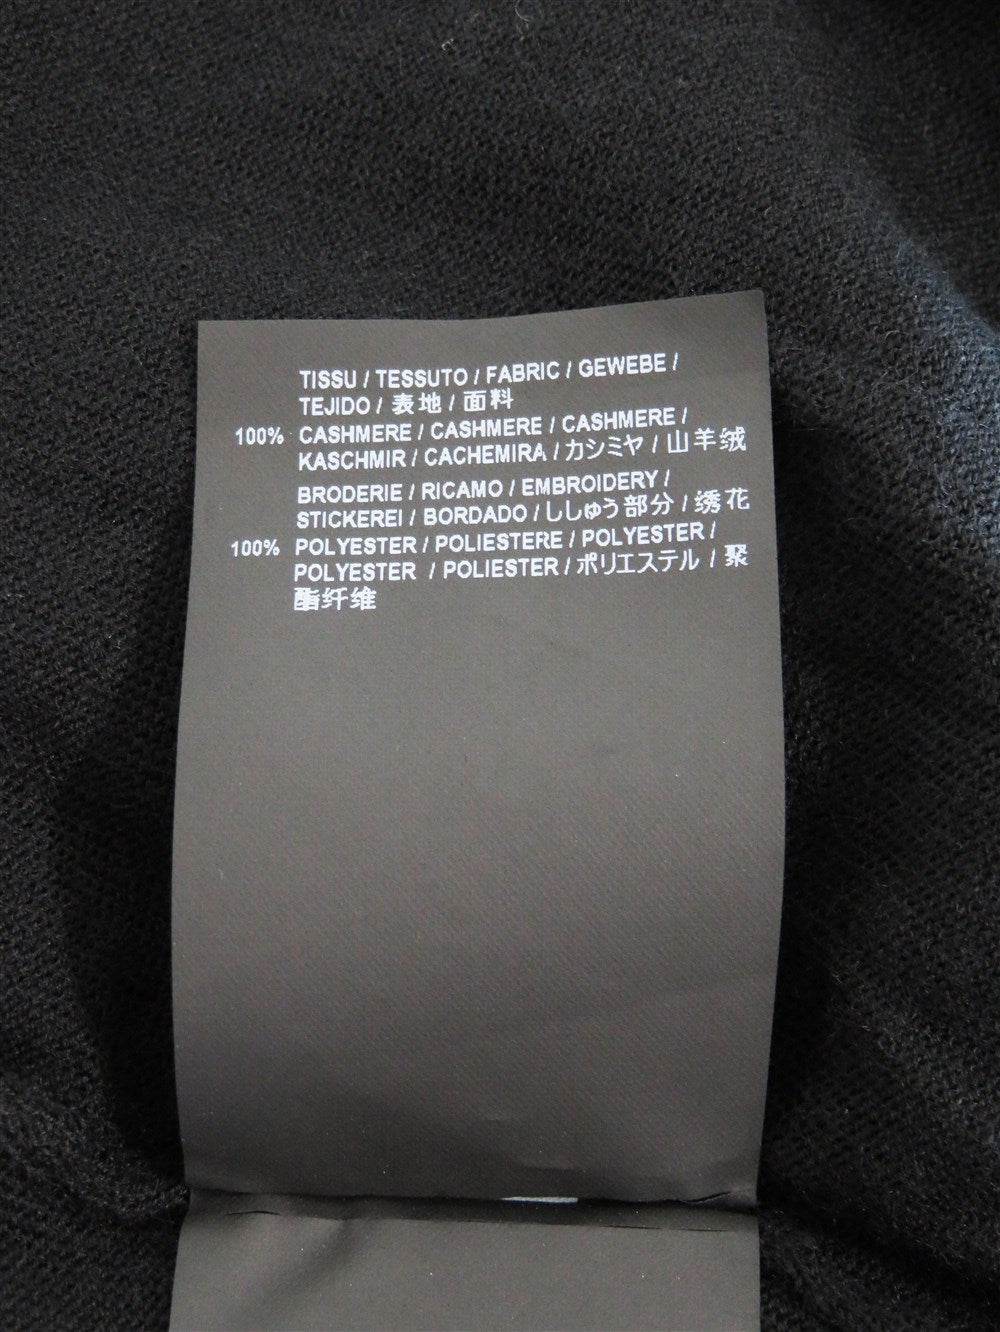 TISSU / TESSUTO / FABRIC / GEWEBE /
TEJIDO / 表地 / 面料
100% CASHMERE / CASHMERE / CASHMERE /
KASCHMIR / CACHEMIRA / カシミヤ / 山羊绒
BRODERIE / RICAMO / EMBROIDERY /
STICKEREI / BORDADO / ししゅう部分 / 绣花
100% POLYESTER / POLIESTERE / POLYESTER /
POLYESTER / POLIESTER / ポリエステル / 聚
酯纤维